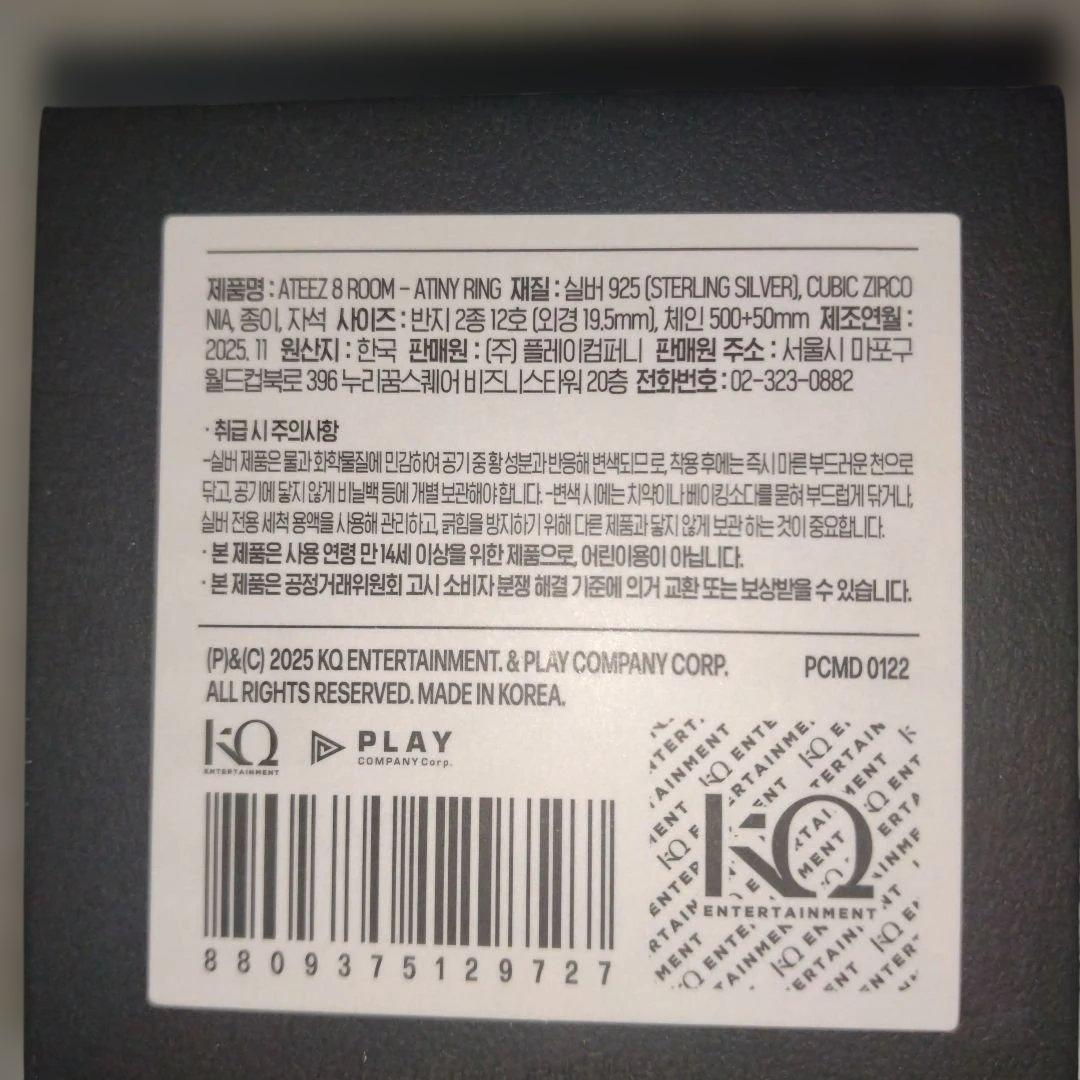 제품명 : ATEEZ 8 ROOM - ATINY RING 재질 : 실버 925 (STERLING SILVER), CUBIC ZIRCO
NIA, 종이, 자석 사이즈 : 반지 2종 12호 (외경 19.5mm), 체인 500+50mm 제조연월 :
2025. 11 원산지 : 한국 판매원 : (주) 플레이컴퍼니 판매원 주소 : 서울시 마포구
월드컵북로 396 누리꿈스퀘어 비즈니스타워 20층 전화번호 : 02-323-0882
· 취급 시 주의사항
-실버 제품은 물과 화학물질에 민감하여 공기 중 황 성분과 반응해 변색되므로, 착용 후에는 즉시 마른 부드러운 천으로
닦고, 공기에 닿지 않게 비닐백 등에 개별 보관해야 합니다. -변색 시에는 치약이나 베이킹소다를 묻혀 부드럽게 닦거나,
실버 전용 세척 용액을 사용해 관리하고, 긁힘을 방지하기 위해 다른 제품과 닿지 않게 보관 하는 것이 중요합니다.
· 본 제품은 사용 연령 만 14세 이상을 위한 제품으로, 어린이용이 아닙니다.
· 본 제품은 공정거래위원회 고시 소비자 분쟁 해결 기준에 의거 교환 또는 보상받을 수 있습니다.
(P)&(C) 2025 KQ ENTERTAINMENT. & PLAY COMPANY CORP. PCMD 0122
ALL RIGHTS RESERVED. MADE IN KOREA.
KQ ENTERTAINMENT
PLAY COMPANY Corp.
KQ
ENTERTAINMENT
8809375129727